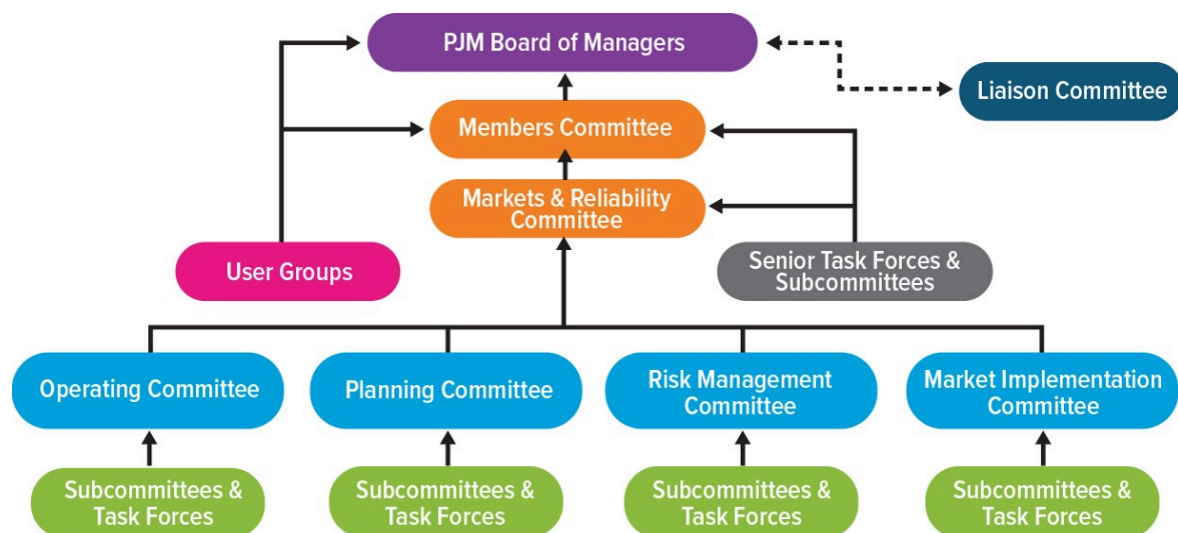 PJM Board of Managers
Liaison Committee
Members Committee
Markets & Reliability
Committee
User Groups
Senior Task Forces &
Subcommittees
Operating Committee
Planning Committee
Risk Management
Committee
Market Implementation
Committee
Subcommittees &
Task Forces
Subcommittees &
Task Forces
Subcommittees &
Task Forces
Subcommittees &
Task Forces